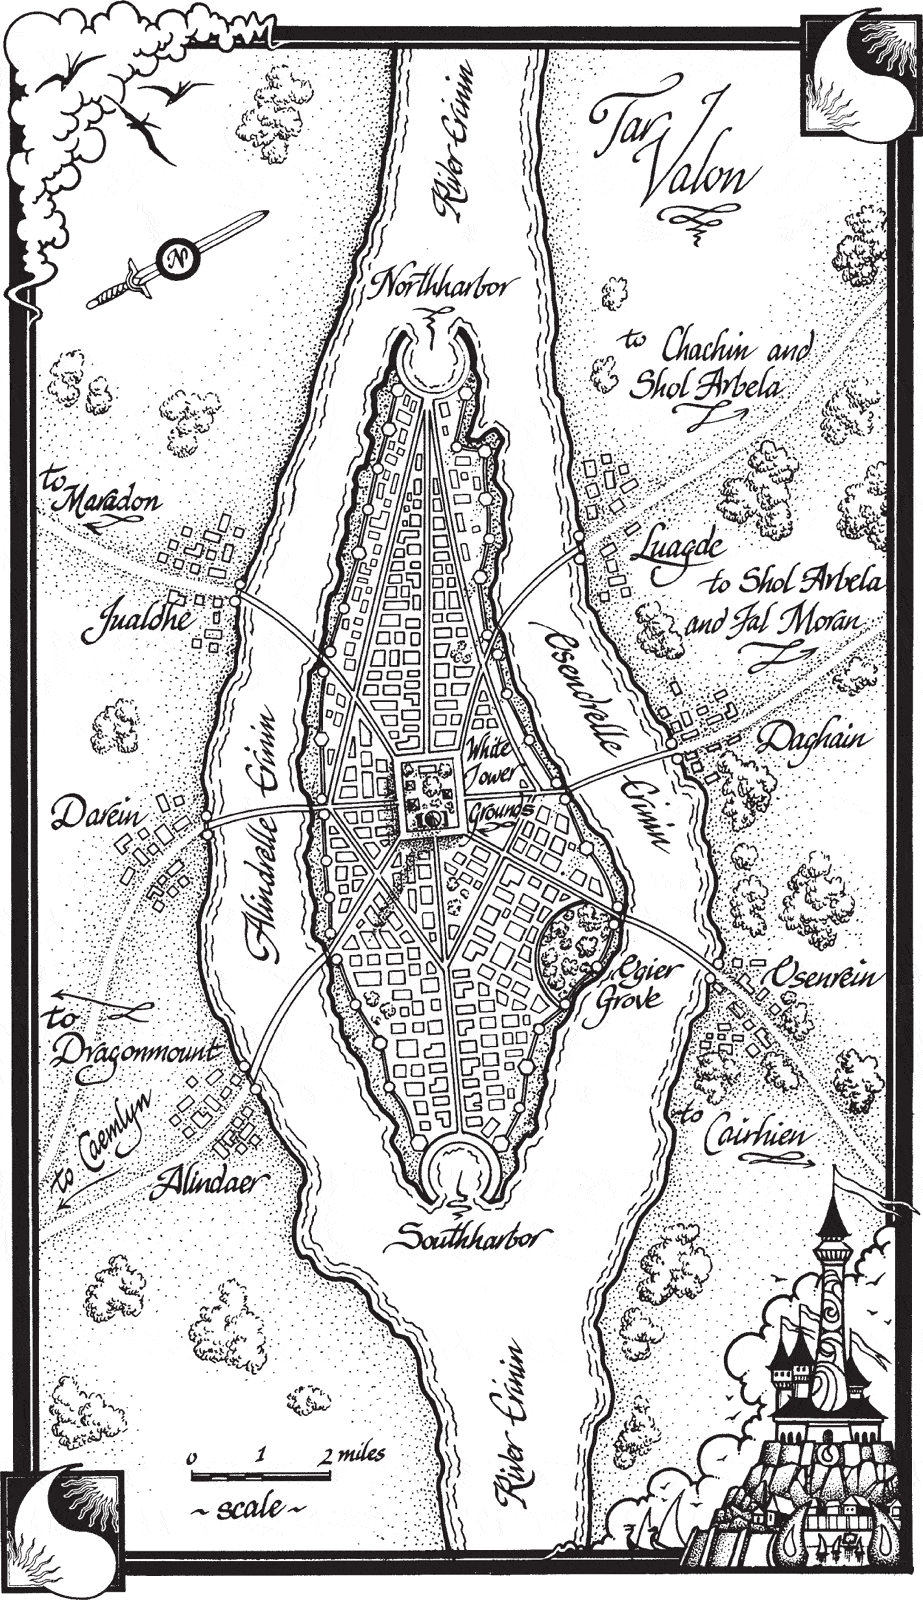 River Erinin
Tar
Valon
N
Northharbor
to Chachin and
Shol Arbela
to
Maradon
Luagde
to Shol Arbela
and Fal Moran
Jualdhe
Osendrelle Erinin
White
Tower
Grounds
Daghain
Darein
Alindrelle Erinin
Ogier
Grove
Osenrein
to
Dragonmount
to Caemlyn
to
Cairhien
Alindaer
Southharbor
River Erinin
0 1 2 miles
~ scale ~